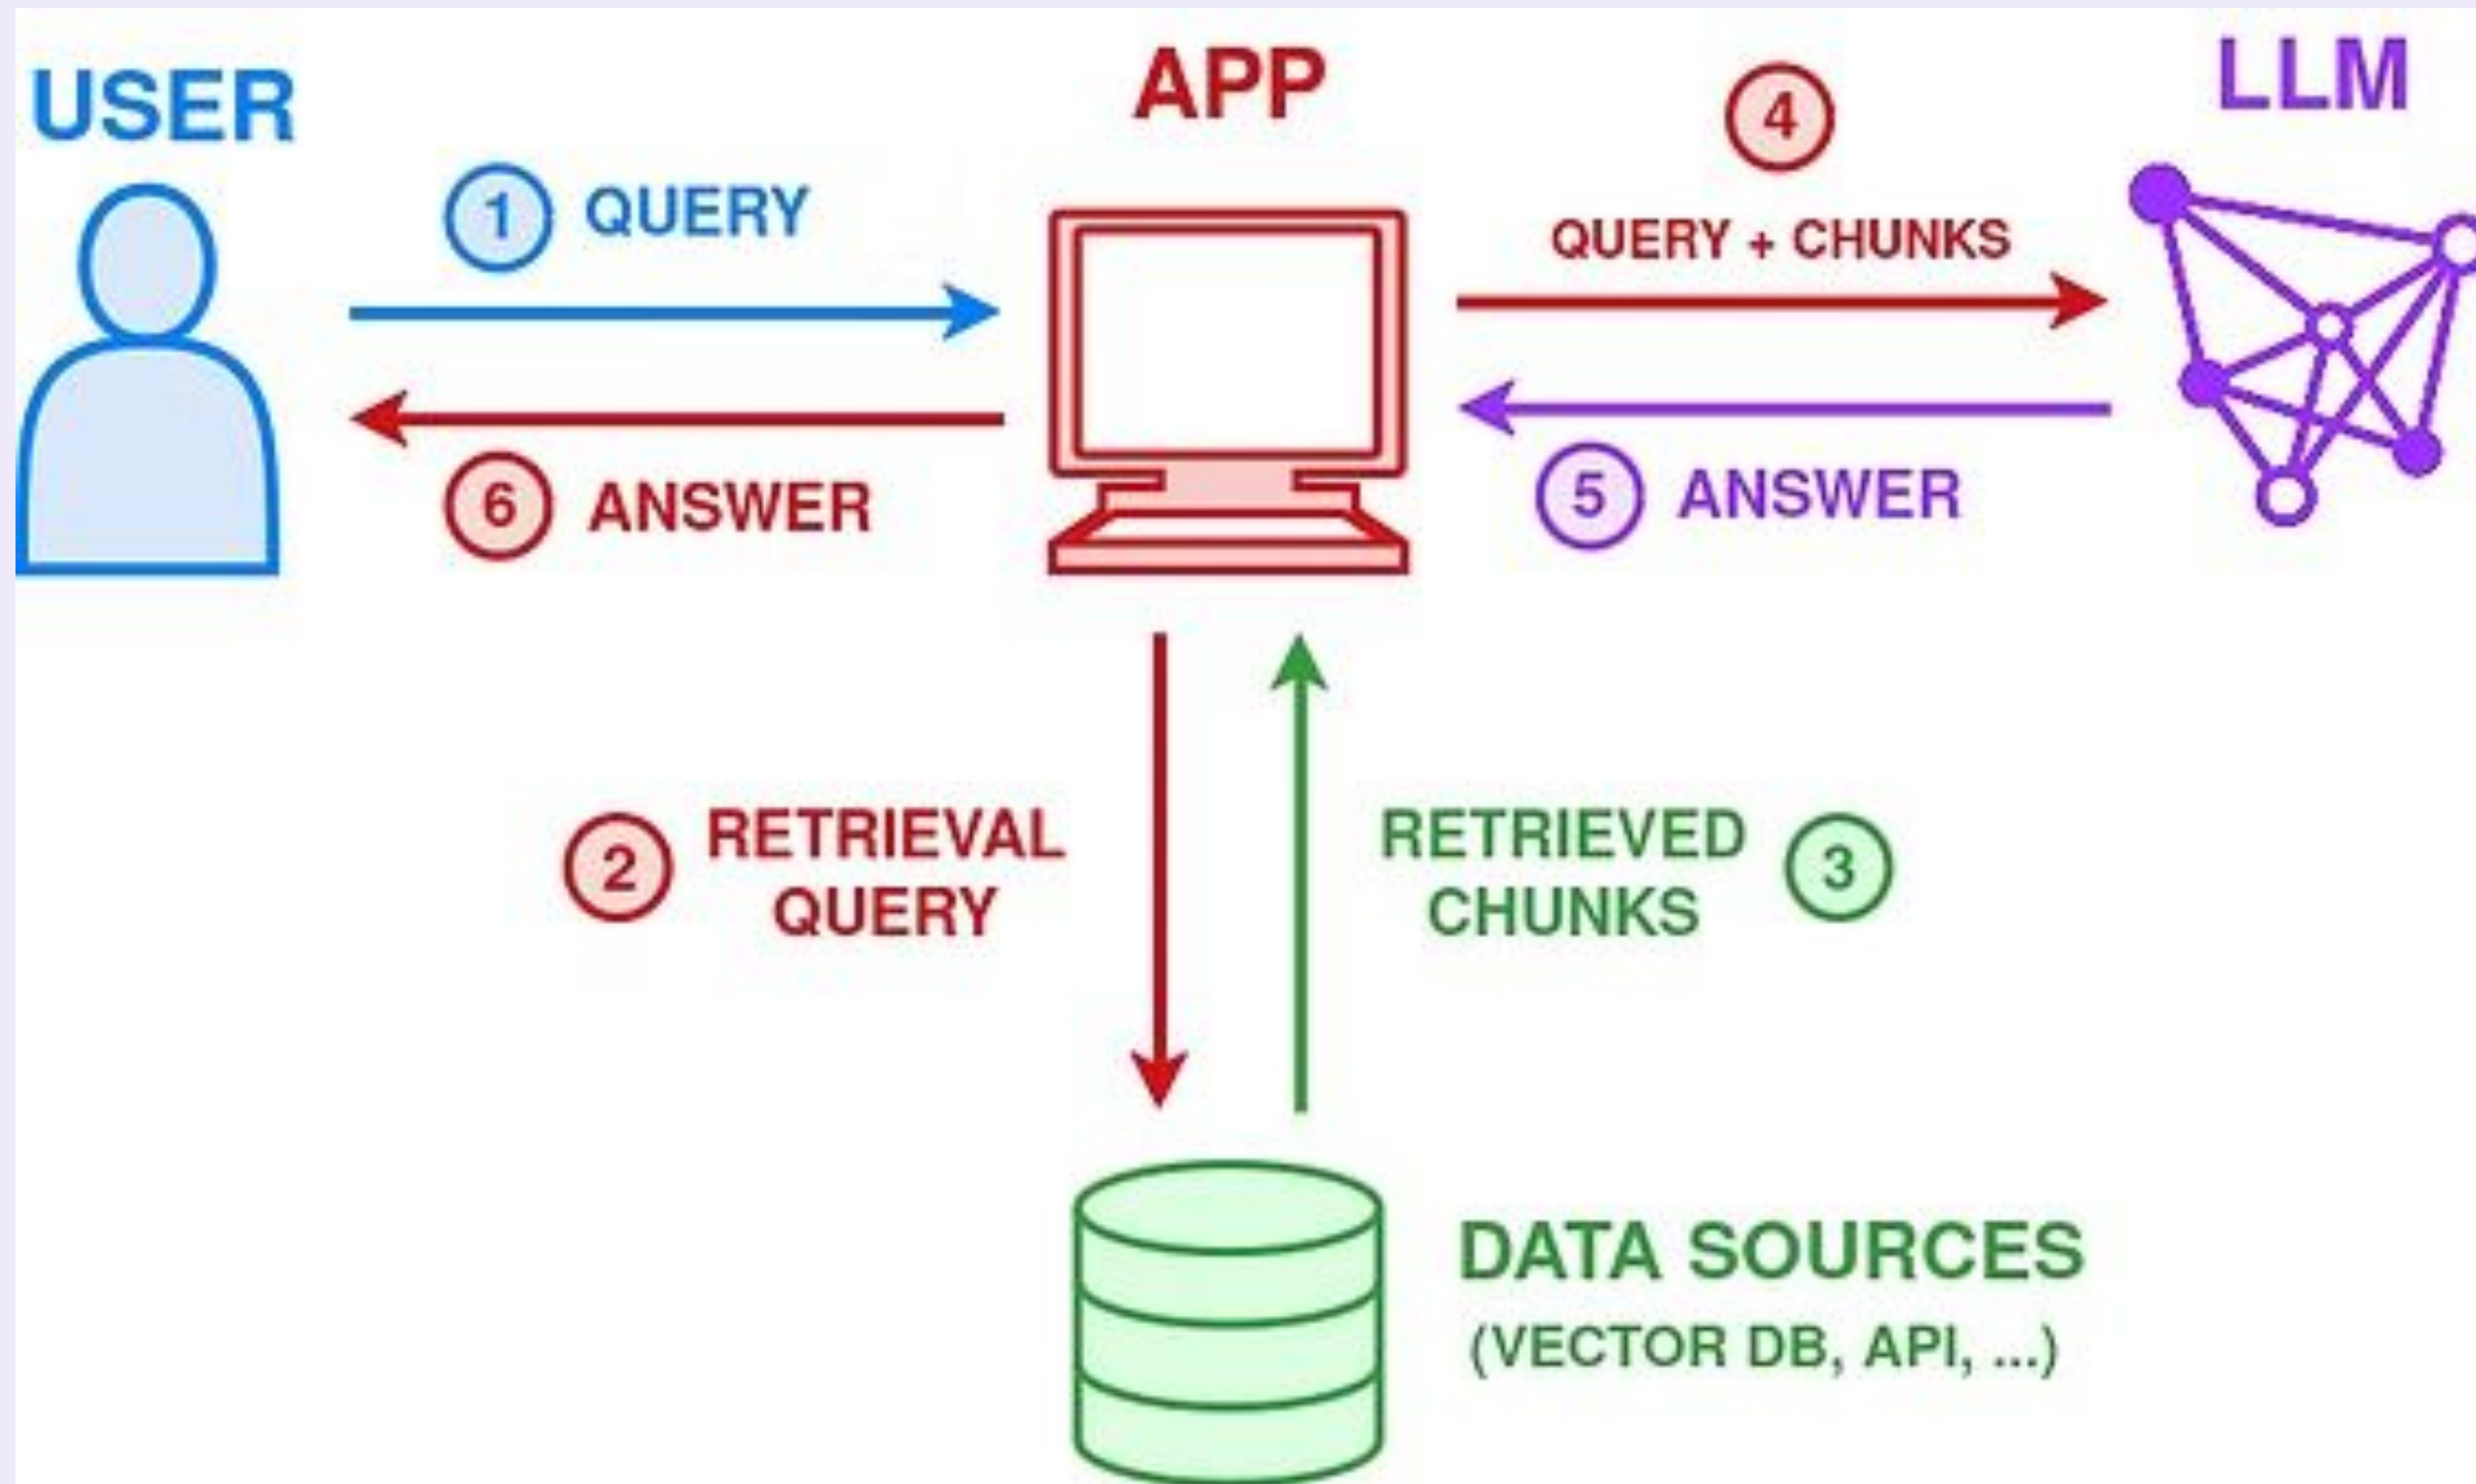 USER
APP
LLM
1 QUERY
4
QUERY + CHUNKS
6 ANSWER
5 ANSWER
2 RETRIEVAL
QUERY
RETRIEVED 3
CHUNKS
DATA SOURCES
(VECTOR DB, API, ...)